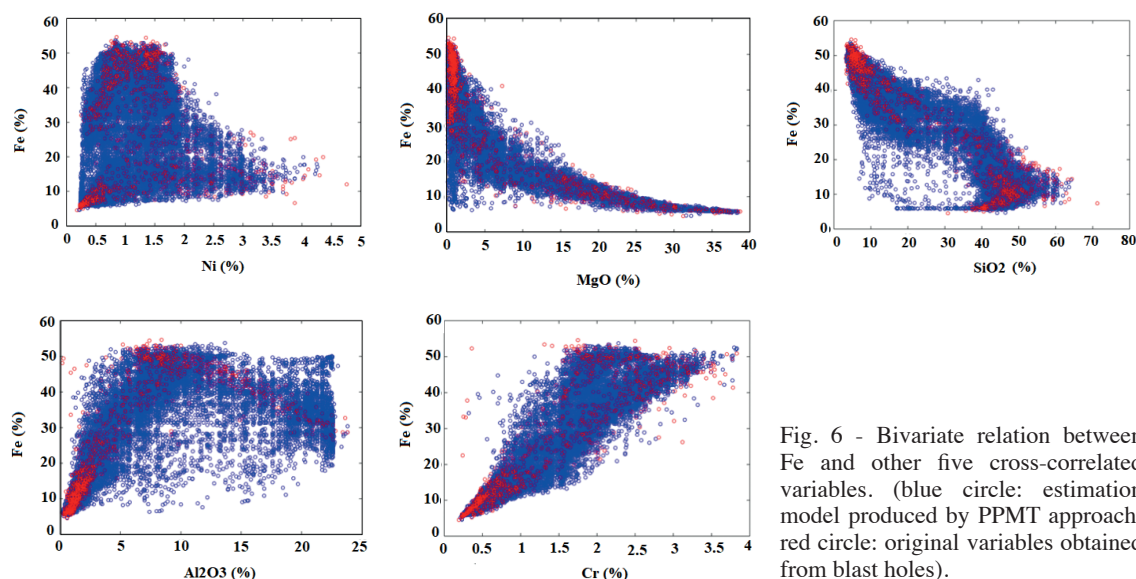 60
50
40
30
20
10
0
Fe (%)
0 0.5 1 1.5 2 2.5 3 3.5 4 4.5 5
Ni (%)
60
50
40
30
20
10
0
Fe (%)
0 5 10 15 20 25 30 35 40
MgO (%)
60
50
40
30
20
10
0
Fe (%)
10 20 30 40 50 60 70 80
SiO2 (%)
60
50
40
30
20
10
0
Fe (%)
0 5 10 15 20 25
Al2O3 (%)
60
50
40
30
20
10
0
Fe (%)
0 0.5 1 1.5 2 2.5 3 3.5 4
Cr (%)
Fig. 6 - Bivariate relation between
Fe and other five cross-correlated
variables. (blue circle: estimation
model produced by PPMT approach
red circle: original variables obtained
from blast holes).